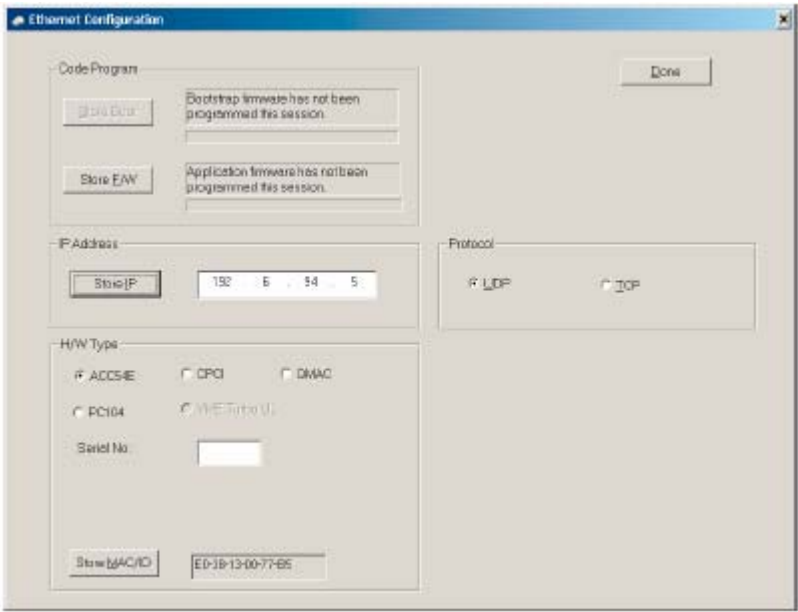 Ethernet Configuration
Code Program
Done
Store Boot
Bootstrap firmware has not been
programmed this session.
Store F/W
Application firmware has not been
programmed this session.
IP Address
Store IP
192 . 6 . 94 . 5
Protocol
UDP
TCP
H/W Type
ACC54E
CPCI
DMAC
PC104
VME Turbo U
Serial No.
Store MAC/ID
E0-3B-13-00-77-B5